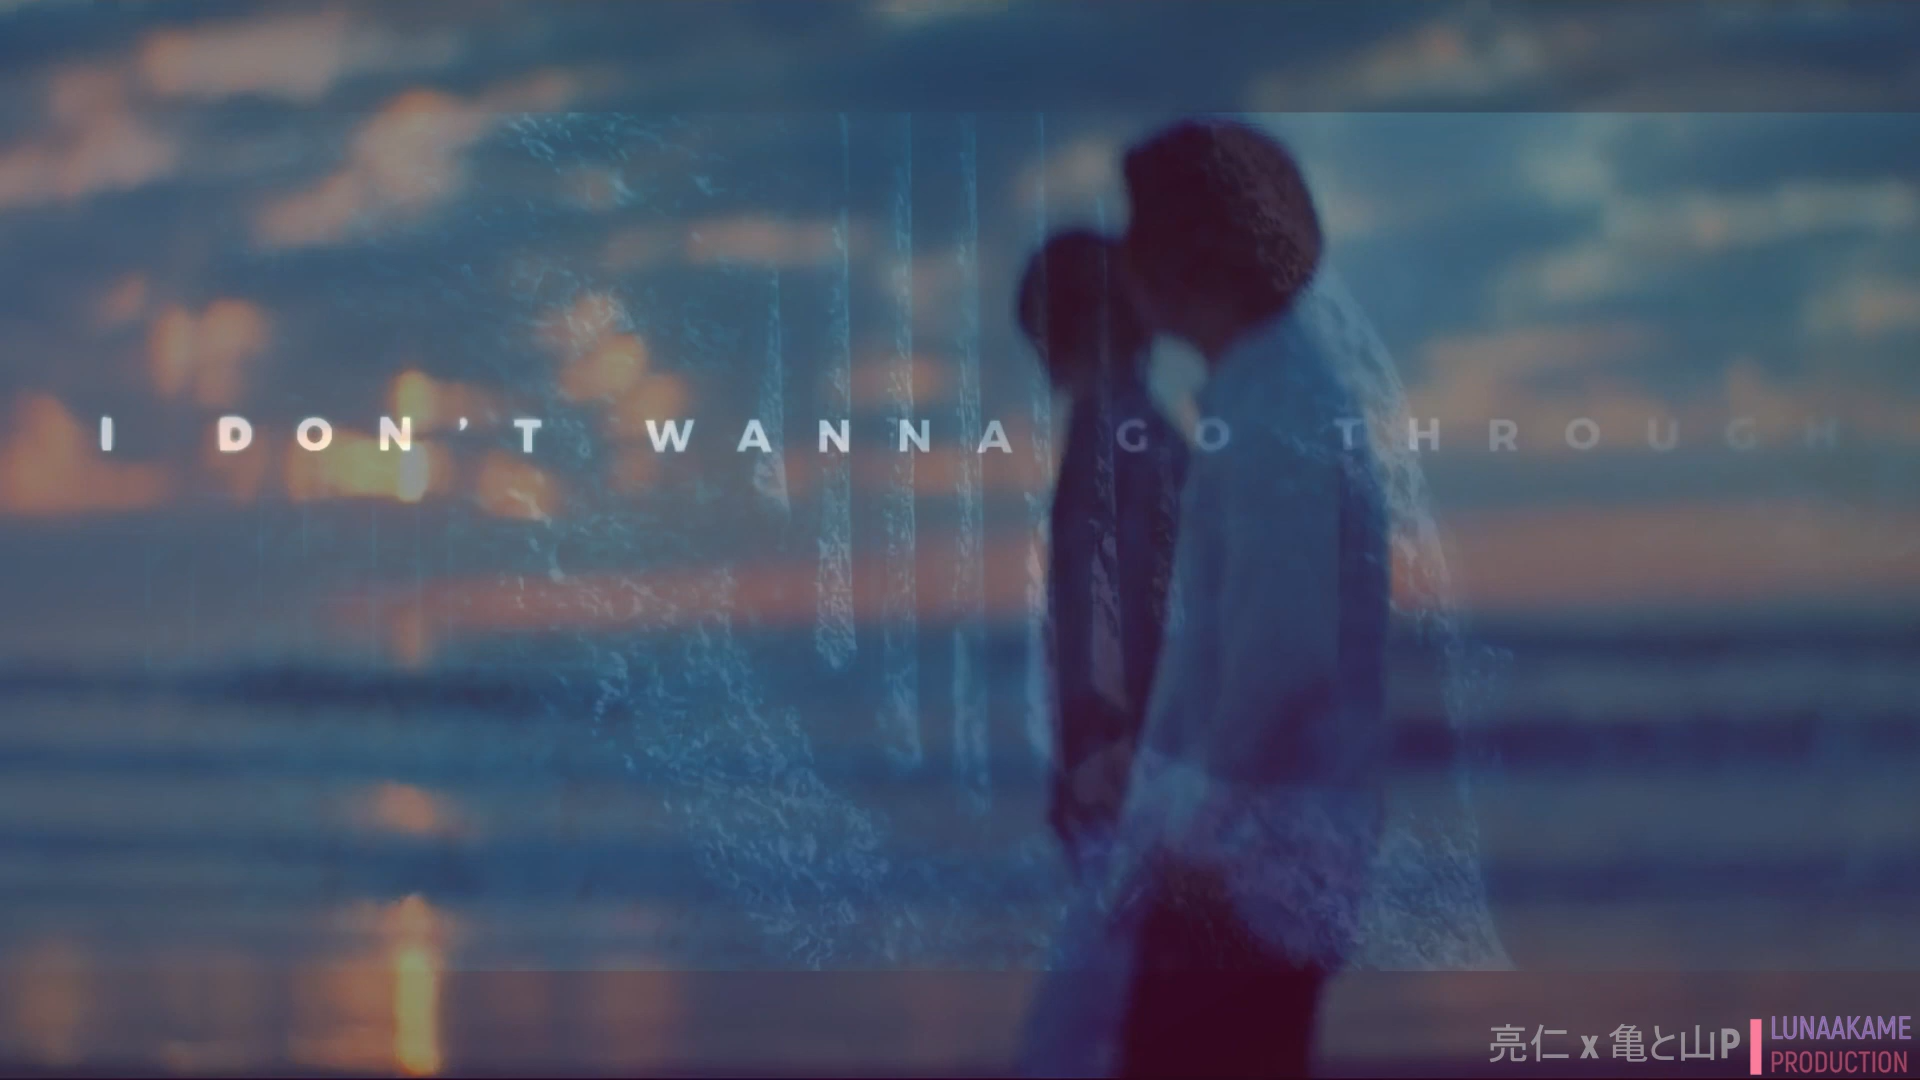 I DON'T WANNA GO THROUGH
亮仁 x 亀と山P
LUNAAKAME
PRODUCTION